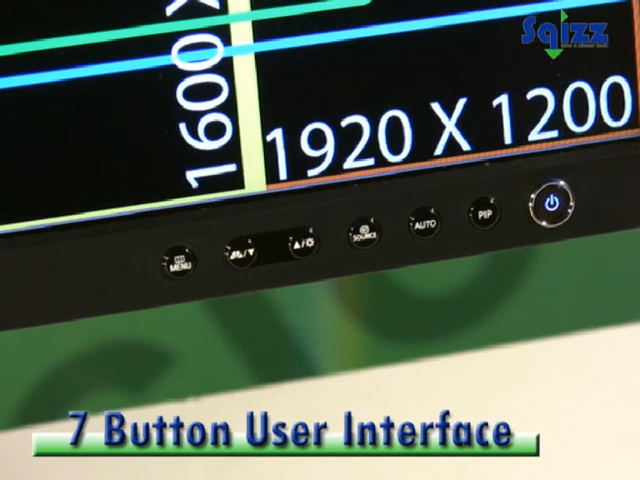 Sqizz
1600 X
1920 X 1200
MENU
SOURCE
AUTO
PIP
7 Button User Interface